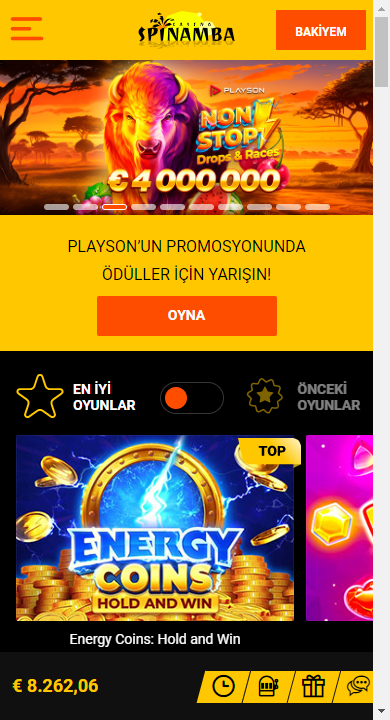 CASINO
SPINAMBA
BAKİYEM
PLAYSON
NON
STOP
Drops & Races
€4 000 000
PLAYSON'UN PROMOSYONUNDA
ÖDÜLLER İÇİN YARIŞIN!
OYNA
EN İYİ
OYUNLAR
ÖNCEKİ
OYUNLAR
TOP
ENERGY
COINS
HOLD AND WIN
Energy Coins: Hold and Win
€ 8.262,06